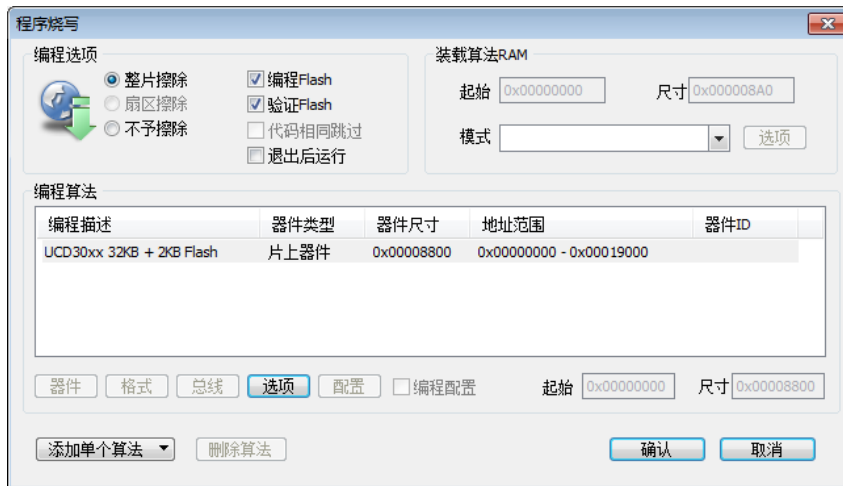 程序烧写
编程选项
整片擦除
扇区擦除
不予擦除
编程Flash
验证Flash
代码相同跳过
退出后运行
装载算法RAM
起始 0x00000000 尺寸 0x000008A0
模式 选项
编程算法
编程描述 器件类型 器件尺寸 地址范围 器件ID
UCD30xx 32KB + 2KB Flash 片上器件 0x00008800 0x00000000 - 0x00019000
器件 格式 总线 选项 配置 编程配置 起始 0x00000000 尺寸 0x00008800
添加单个算法 删除算法 确认 取消